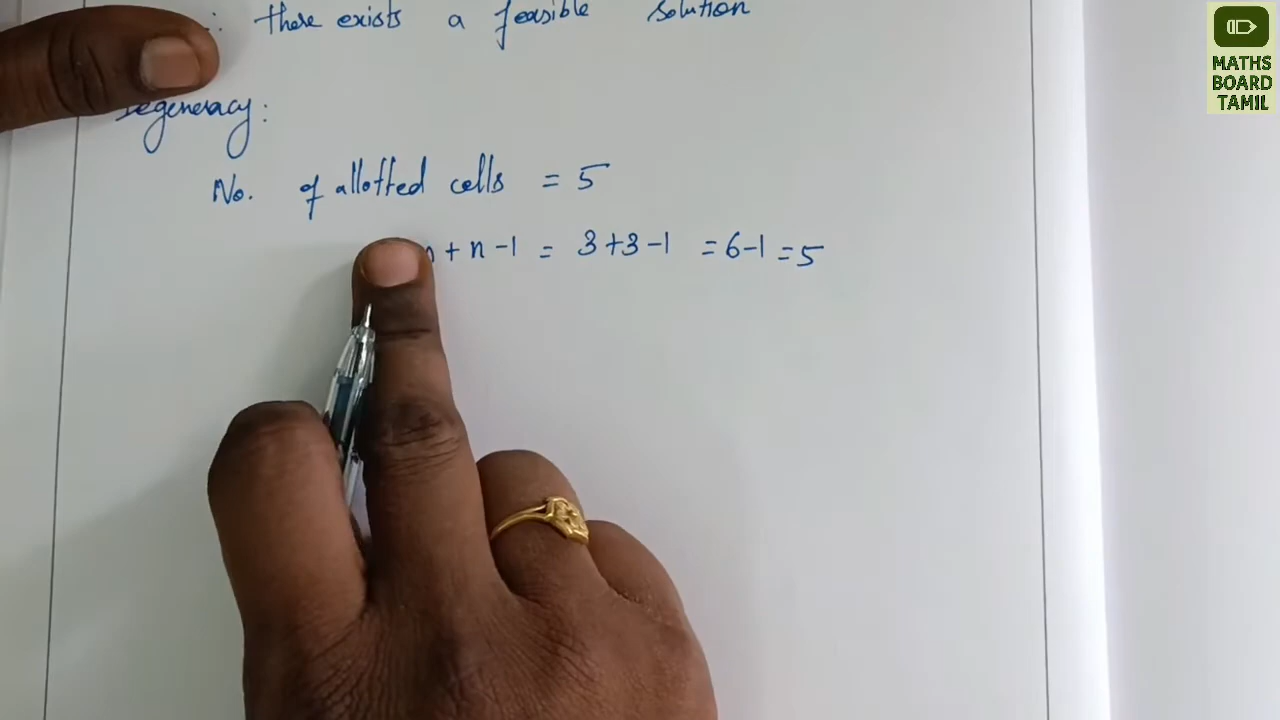 : there exists a feasible solution
Degeneracy:
No. of allotted cells = 5
+ n - 1 = 3 + 3 - 1 = 6 - 1 = 5
MATHS
BOARD
TAMIL